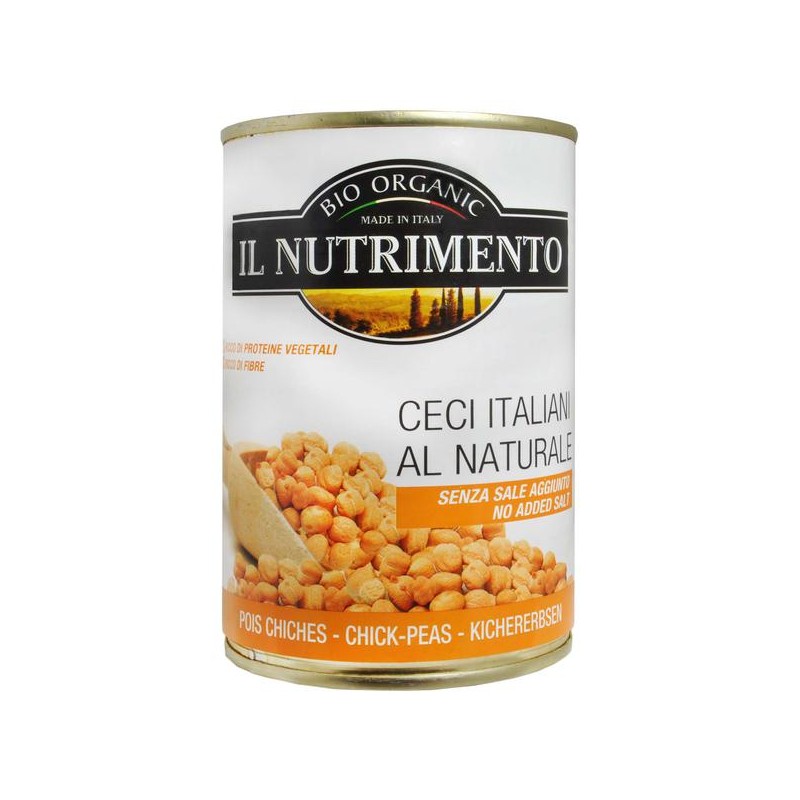 BIO ORGANIC
MADE IN ITALY
IL NUTRIMENTO
DI PROTEINE VEGETALI
DI FIBRE
CECI ITALIANI
AL NATURALE
SENZA SALE AGGIUNTO
NO ADDED SALT
POIS CHICHES - CHICK-PEAS - KICHERERBSEN